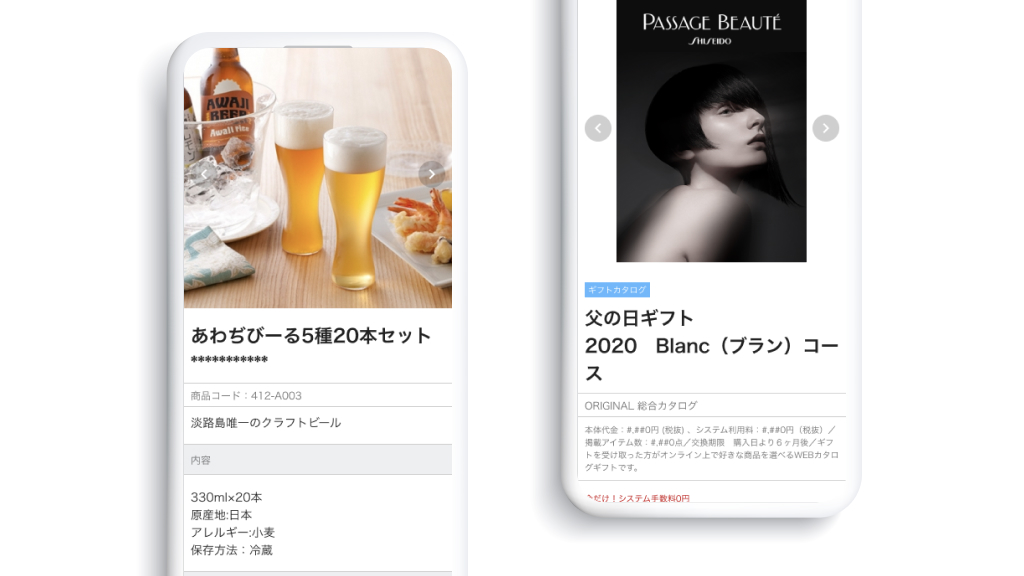 AWAJI
BEER
Awaji rice
あわぢびーる5種20本セット
***********
商品コード：412-A003
淡路島唯一のクラフトビール
内容
330ml×20本
原産地:日本
アレルギー:小麦
保存方法：冷蔵
PASSAGE BEAUTÉ
SHISEIDO
ギフトカタログ
父の日ギフト
2020　Blanc（ブラン）コー
ス
ORIGINAL 総合カタログ
本体代金：#,##0円 (税抜) 、システム利用料：#,##0円（税抜）／
掲載アイテム数：#,##0点／交換期限　購入日より６ヶ月後／ギフ
トを受け取った方がオンライン上で好きな商品を選べるWEBカタロ
グギフトです。
今だけ！システム手数料0円